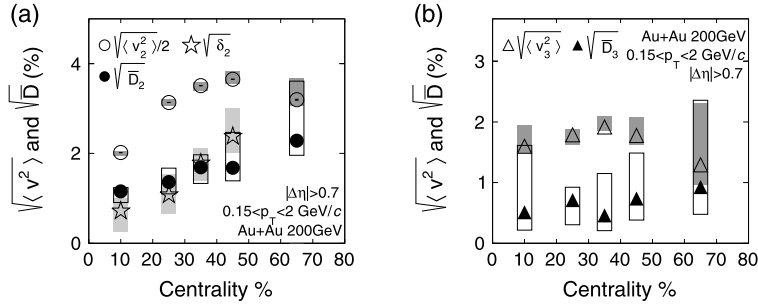 (a)
√⟨v₂²⟩/2 √δ₂
√D̅₂
√⟨v²⟩ and √D̅ (%)
4
2
0
|Δη|>0.7
0.15<p_T<2 GeV/c
Au+Au 200GeV
0 10 20 30 40 50 60 70 80
Centrality %
(b)
√⟨v₃²⟩ √D̅₃
Au+Au 200GeV
0.15<p_T<2 GeV/c
|Δη|>0.7
√⟨v²⟩ and √D̅ (%)
3
2
1
0
0 10 20 30 40 50 60 70 80
Centrality %